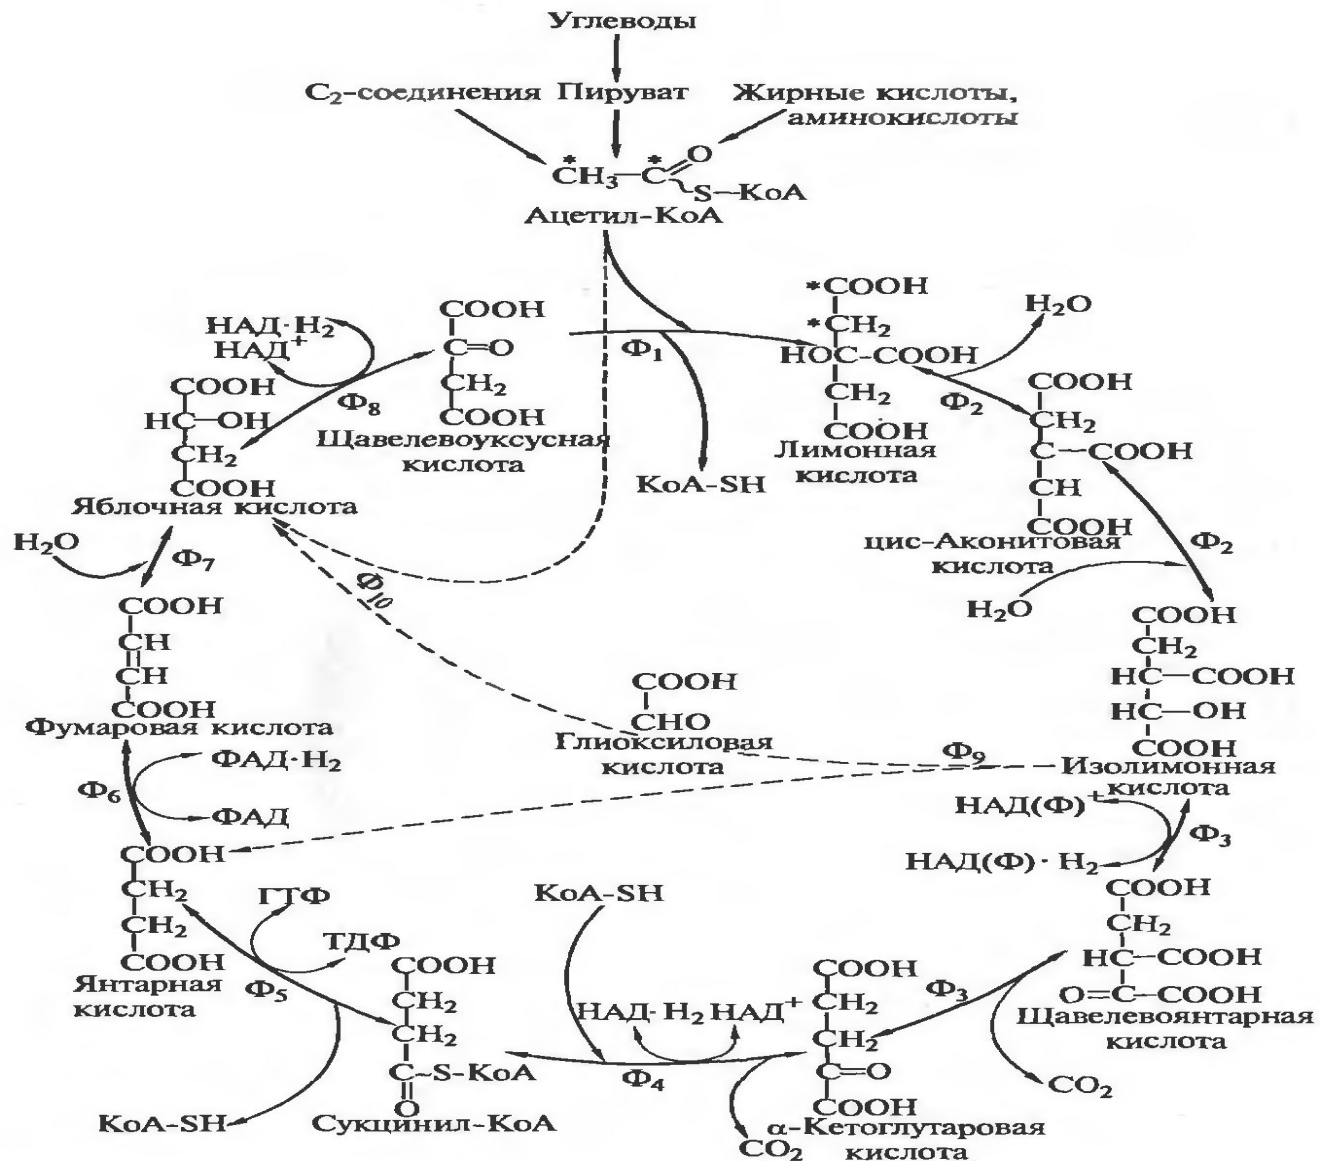 Углеводы
C₂-соединения Пируват Жирные кислоты,
аминокислоты
* *
CH₃—C O
S—КоА
Ацетил-КоА
НАД·H₂
НАД⁺
Ф₈
COOH
C=O
CH₂
COOH
Щавелевоуксусная
кислота
Ф₁
КоА-SH
*COOH
*CH₂
HOC-COOH
CH₂
COOH
Лимонная
кислота
H₂O
Ф₂
COOH
CH₂
C—COOH
CH
COOH
цис-Аконитовая
кислота
Ф₂
H₂O
COOH
HC—OH
CH₂
COOH
Яблочная кислота
H₂O
Ф₇
Ф₁₀
COOH
CH
CH
COOH
Фумаровая кислота
COOH
CHO
Глиоксиловая
кислота
Ф₉
COOH
CH₂
HC—COOH
HC—OH
COOH
Изолимонная
кислота
ФАД·H₂
Ф₆
ФАД
НАД(Ф)⁺
Ф₃
НАД(Ф)·H₂
COOH
CH₂
CH₂
COOH
Янтарная
кислота
ГТФ
ТДФ
Ф₅
КоА-SH
КоА-SH
COOH
CH₂
CH₂
C-S-КоА
O
Сукцинил-КоА
НАД·H₂ НАД⁺
Ф₄
CO₂
COOH
CH₂
CH₂
C=O
COOH
α-Кетоглутаровая
кислота
Ф₃
COOH
CH₂
HC—COOH
O=C—COOH
Щавелевоянтарная
кислота
CO₂